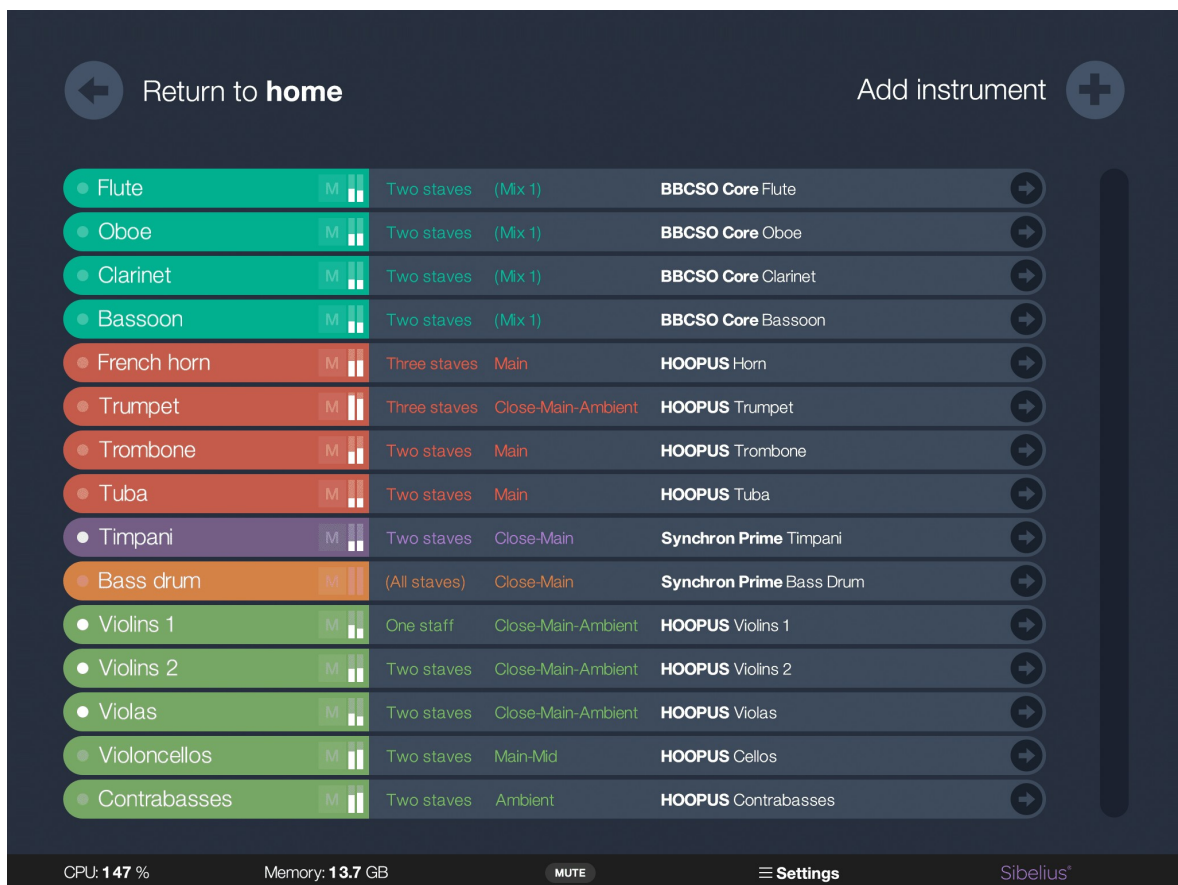 Return to home
Add instrument
Flute M Two staves (Mix 1) BBCSO Core Flute
Oboe M Two staves (Mix 1) BBCSO Core Oboe
Clarinet M Two staves (Mix 1) BBCSO Core Clarinet
Bassoon M Two staves (Mix 1) BBCSO Core Bassoon
French horn M Three staves Main HOOPUS Horn
Trumpet M Three staves Close-Main-Ambient HOOPUS Trumpet
Trombone M Two staves Main HOOPUS Trombone
Tuba M Two staves Main HOOPUS Tuba
Timpani M Two staves Close-Main Synchron Prime Timpani
Bass drum M (All staves) Close-Main Synchron Prime Bass Drum
Violins 1 M One staff Close-Main-Ambient HOOPUS Violins 1
Violins 2 M Two staves Close-Main-Ambient HOOPUS Violins 2
Violas M Two staves Close-Main-Ambient HOOPUS Violas
Violoncellos M Two staves Main-Mid HOOPUS Cellos
Contrabasses M Two staves Ambient HOOPUS Contrabasses
CPU: 147 % Memory: 13.7 GB MUTE Settings Sibelius®